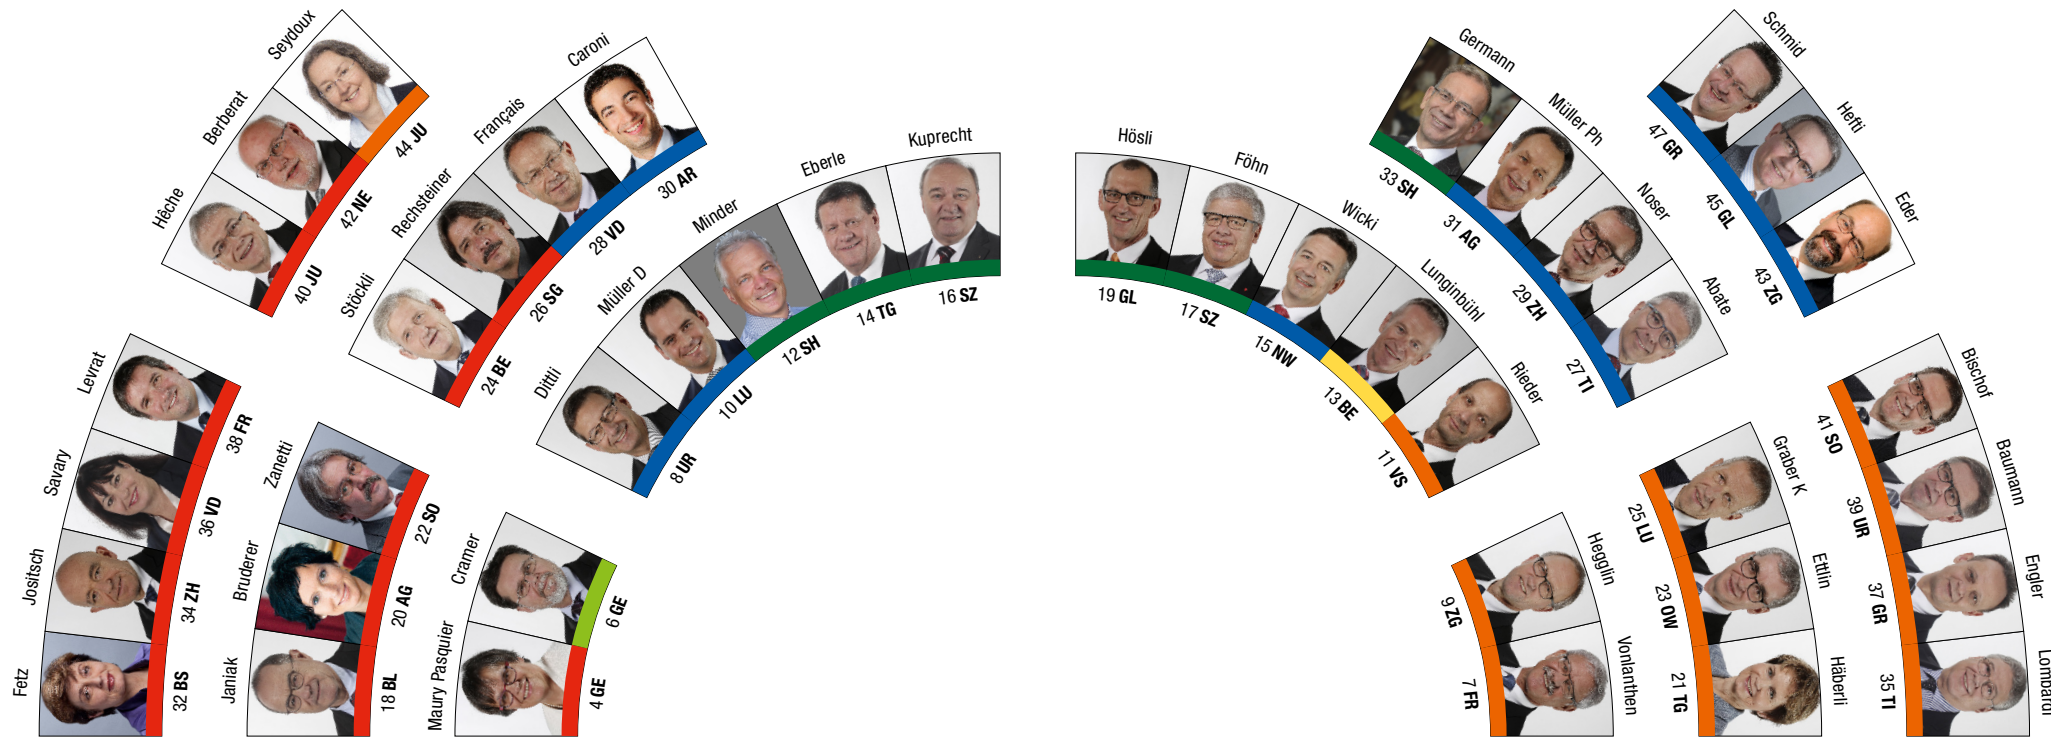 Seydoux
44 JU
Berberat
42 NE
Hêche
40 JU
Caroni
30 AR
Français
28 VD
Rechsteiner
26 SG
Stöckli
24 BE
Kuprecht
16 SZ
Eberle
14 TG
Minder
12 SH
Müller D
10 LU
Dittli
8 UR
Levrat
38 FR
Savary
36 VD
Jositsch
34 ZH
Fetz
32 BS
Zanetti
22 SO
Bruderer
20 AG
Janiak
18 BL
Cramer
6 GE
Maury Pasquier
4 GE
Hösli
19 GL
Föhn
17 SZ
Wicki
15 NW
Lunginbühl
13 BE
Rieder
11 VS
Germann
33 SH
Müller Ph
31 AG
Noser
29 ZH
Abate
27 TI
Schmid
47 GR
Hefti
45 GL
Eder
43 ZG
Hegglin
9 ZG
Vonlanthen
7 FR
Graber K
25 LU
Ettlin
23 OW
Häberli
21 TG
Bischof
41 SO
Baumann
39 UR
Engler
37 GR
Lombardi
35 TI